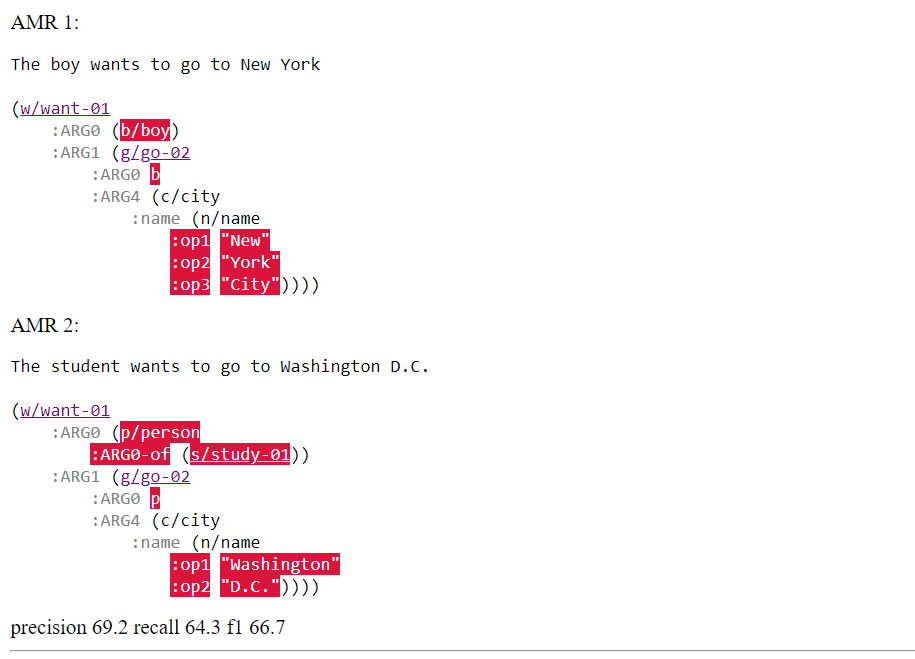 AMR 1:
The boy wants to go to New York
(w/want-01
:ARG0 (b/boy)
:ARG1 (g/go-02
:ARG0 b
:ARG4 (c/city
:name (n/name
:op1 "New"
:op2 "York"
:op3 "City"))))
AMR 2:
The student wants to go to Washington D.C.
(w/want-01
:ARG0 (p/person
:ARG0-of (s/study-01))
:ARG1 (g/go-02
:ARG0 p
:ARG4 (c/city
:name (n/name
:op1 "Washington"
:op2 "D.C."))))
precision 69.2 recall 64.3 f1 66.7